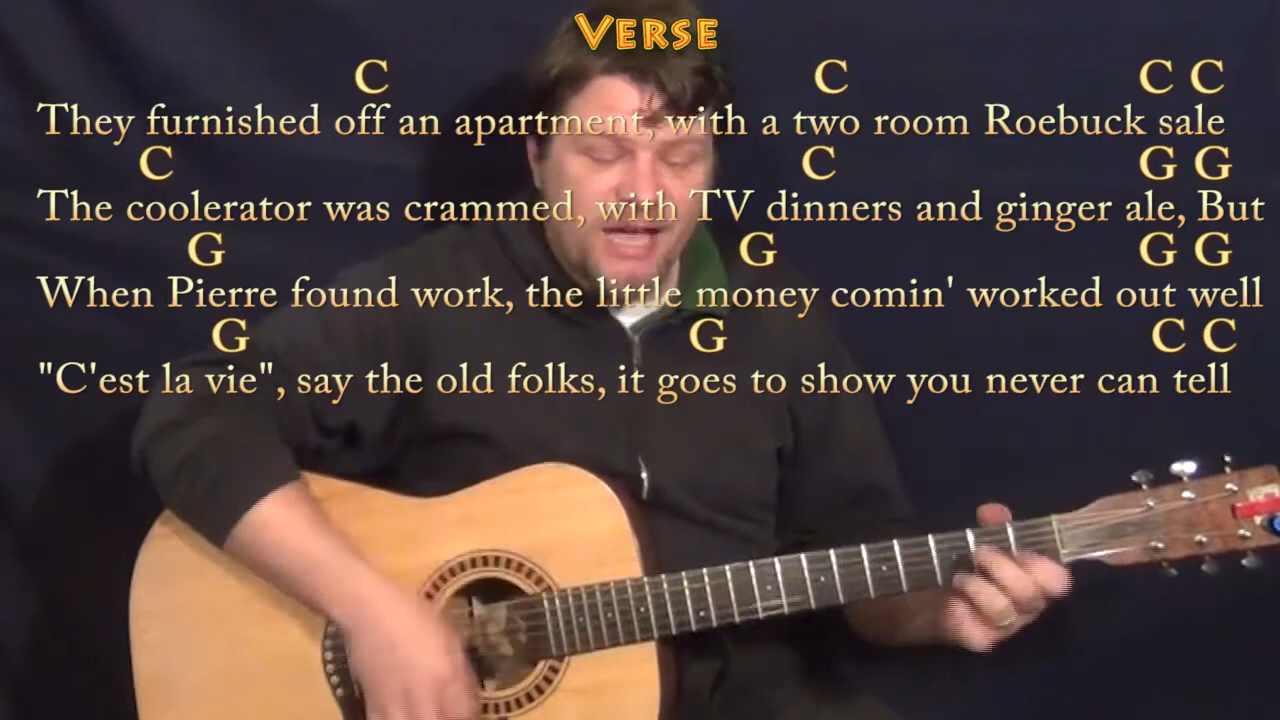 VERSE
C C C C
They furnished off an apartment, with a two room Roebuck sale
C C G G
The coolerator was crammed, with TV dinners and ginger ale, But
G G G G
When Pierre found work, the little money comin' worked out well
G G C C
"C'est la vie", say the old folks, it goes to show you never can tell